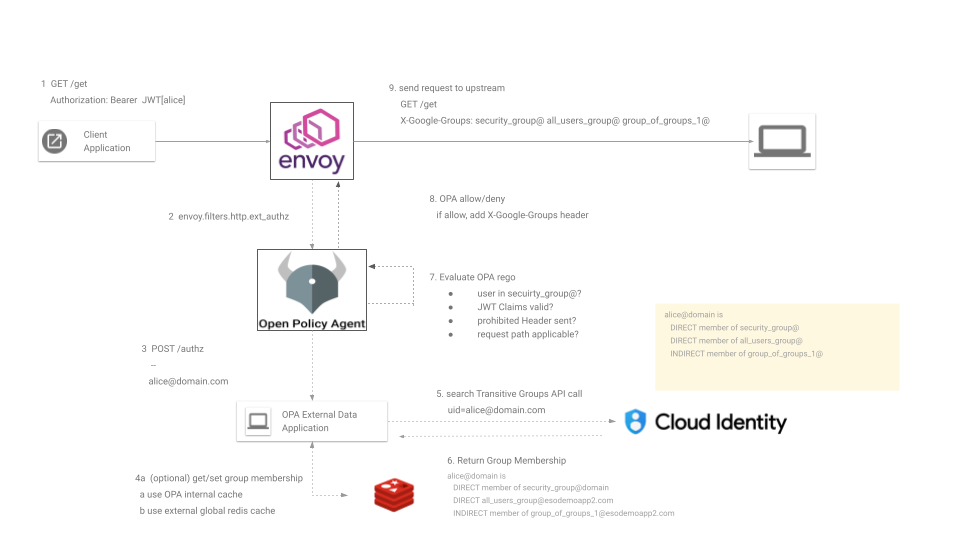 1 GET /get
Authorization: Bearer JWT[alice]
Client
Application
envoy
9. send request to upstream
GET /get
X-Google-Groups: security_group@ all_users_group@ group_of_groups_1@
2 envoy.filters.http.ext_authz
8. OPA allow/deny
if allow, add X-Google-Groups header
Open Policy Agent
7. Evaluate OPA rego
● user in secuirty_group@?
● JWT Claims valid?
● prohibited Header sent?
● request path applicable?
alice@domain is
DIRECT member of security_group@
DIRECT member of all_users_group@
INDIRECT member of group_of_groups_1@
3 POST /authz
–
alice@domain.com
OPA External Data
Application
5. search Transitive Groups API call
uid=alice@domain.com
Cloud Identity
4a (optional) get/set group membership
a use OPA internal cache
b use external global redis cache
6. Return Group Membership
alice@domain is
DIRECT member of security_group@domain
DIRECT all_users_group@esodemoapp2.com
INDIRECT member of group_of_groups_1@esodemoapp2.com